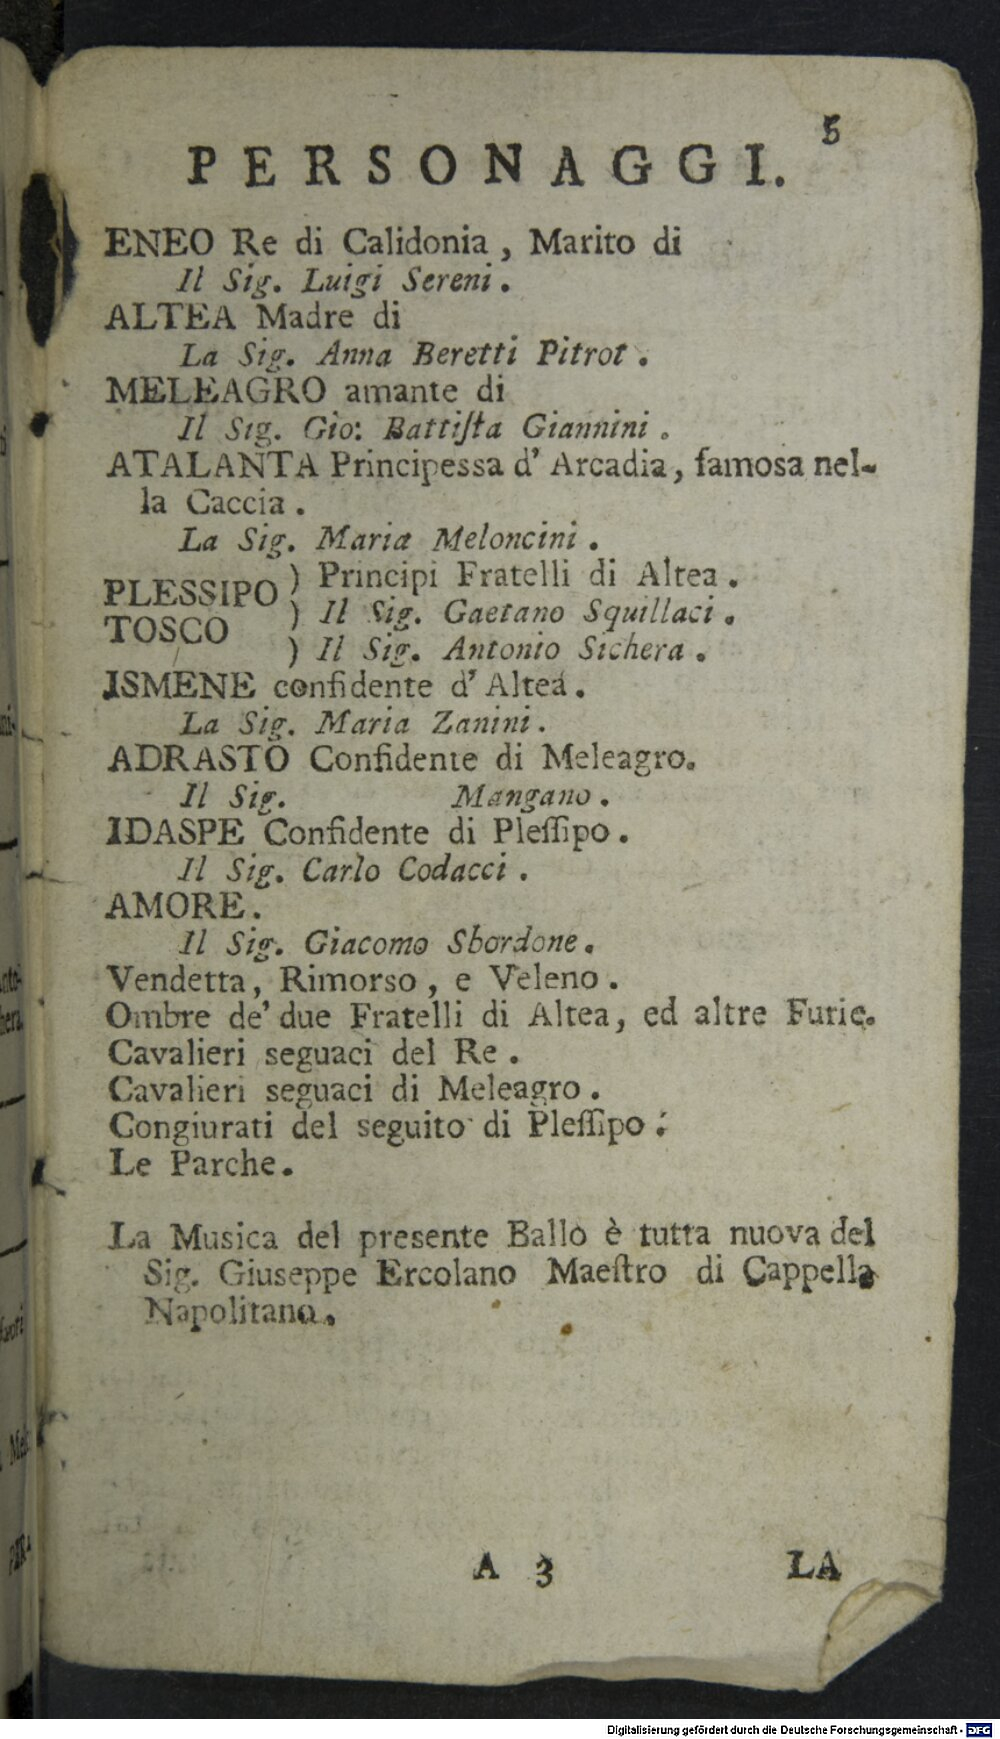 5
PERSONAGGI.
ENEO Re di Calidonia, Marito di
Il Sig. Luigi Sereni.
ALTEA Madre di
La Sig. Anna Beretti Pitrot.
MELEAGRO amante di
Il Sig. Gio: Battiſta Giannini.
ATALANTA Principessa d' Arcadia, famosa nel-
la Caccia.
La Sig. Maria Meloncini.
PLESSIPO ) Principi Fratelli di Altea.
) Il Sig. Gaetano Squillaci.
TOSCO ) Il Sig. Antonio Sichera.
ISMENE confidente d' Altea.
La Sig. Maria Zanini.
ADRASTO Confidente di Meleagro.
Il Sig. Mangano.
IDASPE Confidente di Pleſſipo.
Il Sig. Carlo Codacci.
AMORE.
Il Sig. Giacomo Sbordone.
Vendetta, Rimorso, e Veleno.
Ombre de' due Fratelli di Altea, ed altre Furie.
Cavalieri seguaci del Re.
Cavalieri seguaci di Meleagro.
Congiurati del seguito di Pleſſipo.
Le Parche.
La Musica del presente Ballo è tutta nuova del
Sig. Giuseppe Ercolano Maeſtro di Cappella
Napolitano.
A 3 LA
Digitalisierung gefördert durch die Deutsche Forschungsgemeinschaft - DFG